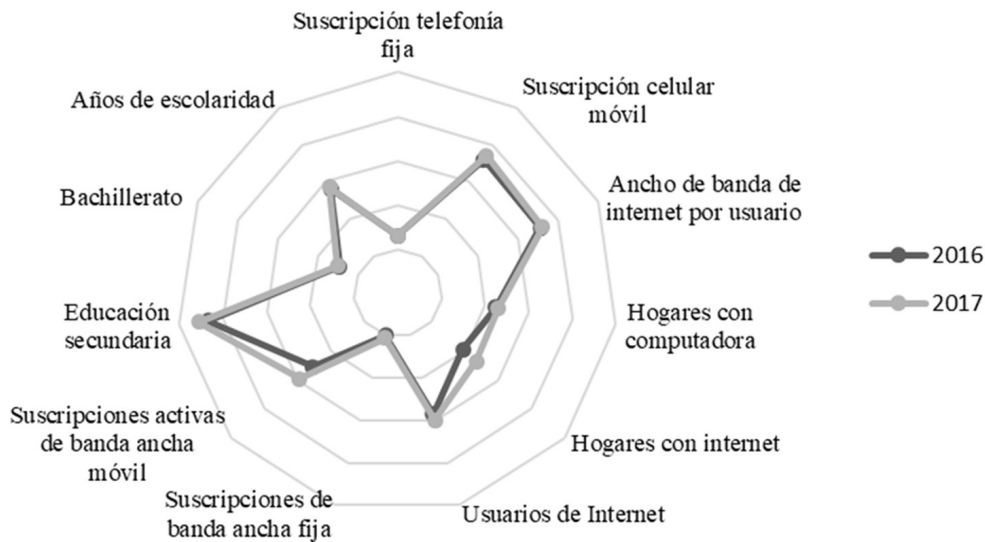 Suscripción telefonía
fija
Suscripción celular
móvil
Ancho de banda de
internet por usuario
Hogares con
computadora
Hogares con internet
Usuarios de Internet
Suscripciones de
banda ancha fija
Suscripciones activas
de banda ancha
móvil
Educación
secundaria
Bachillerato
Años de escolaridad
2016
2017